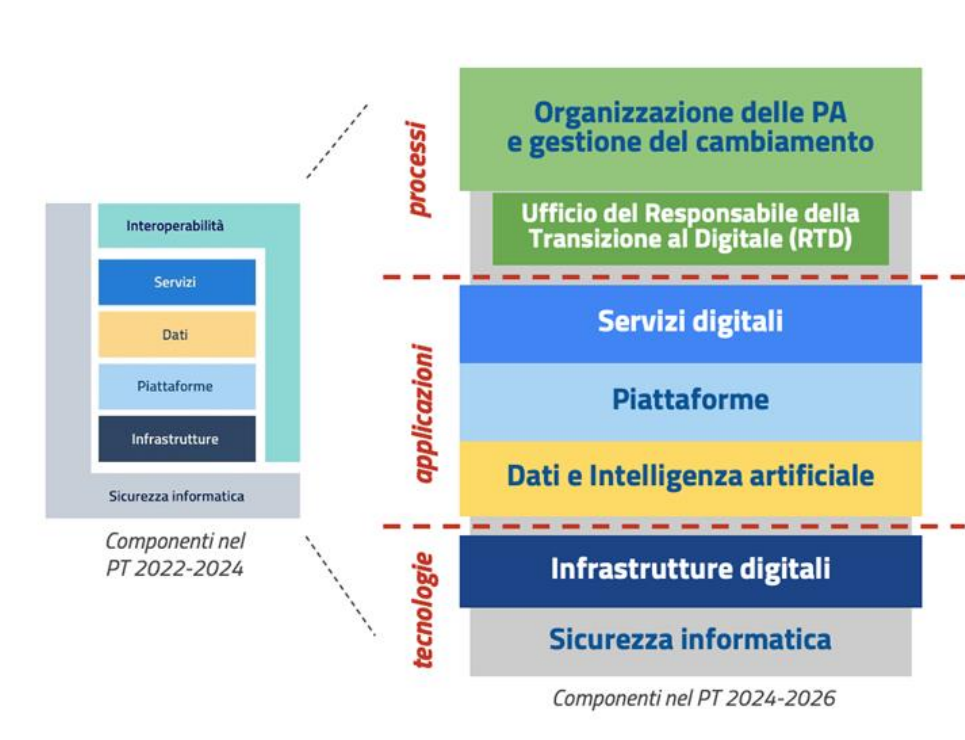 Interoperabilità
Servizi
Dati
Piattaforme
Infrastrutture
Sicurezza informatica
Componenti nel
PT 2022-2024
processi
Organizzazione delle PA
e gestione del cambiamento
Ufficio del Responsabile della
Transizione al Digitale (RTD)
applicazioni
Servizi digitali
Piattaforme
Dati e Intelligenza artificiale
tecnologie
Infrastrutture digitali
Sicurezza informatica
Componenti nel PT 2024-2026